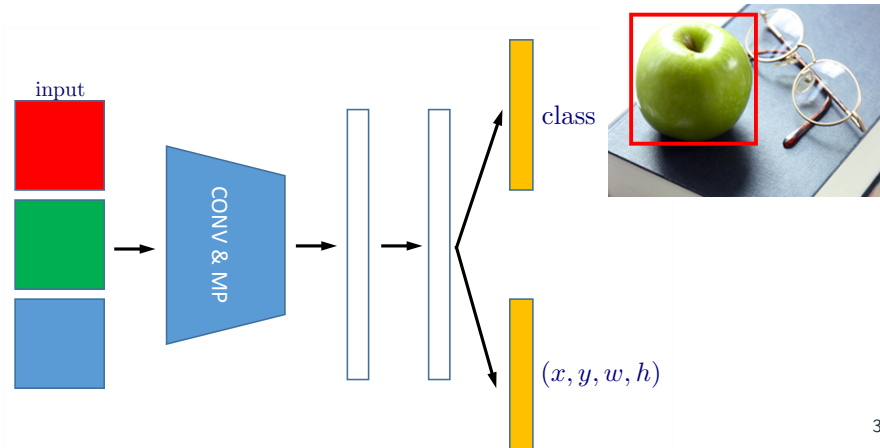 input
CONV & MP
class
(x, y, w, h)
3